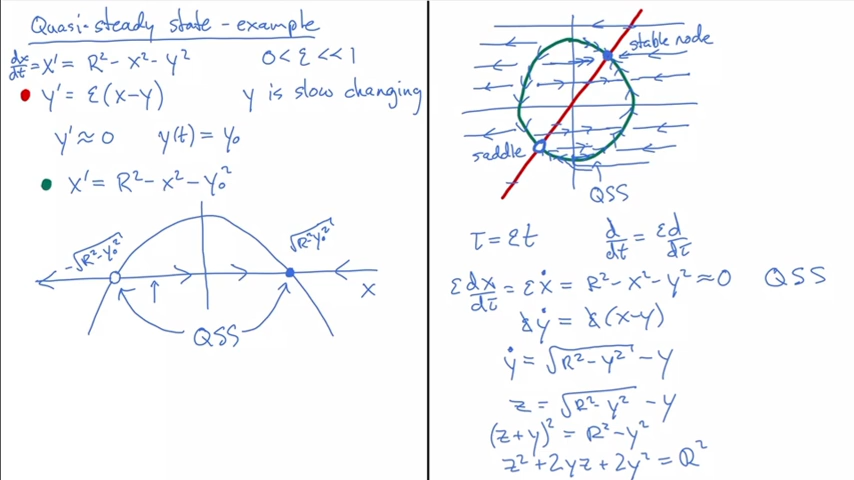 Quasi-steady state - example
dx/dt = x' = R² - x² - y²   0 < ε << 1
y' = ε(x-y)   y is slow changing
y' ≈ 0   y(t) = y₀
x' = R² - x² - y₀²
-√(R²-y₀²)   √(R²-y₀²)
x
QSS
stable node
saddle
QSS
τ = εt   d/dt = εd/dτ
ε dx/dτ = εẋ = R² - x² - y² ≈ 0   QSS
ε̸ẏ = ε̸(x-y)
ẏ = √(R²-y²) - y
z = √(R²-y²) - y
(z+y)² = R² - y²
z² + 2yz + 2y² = R²